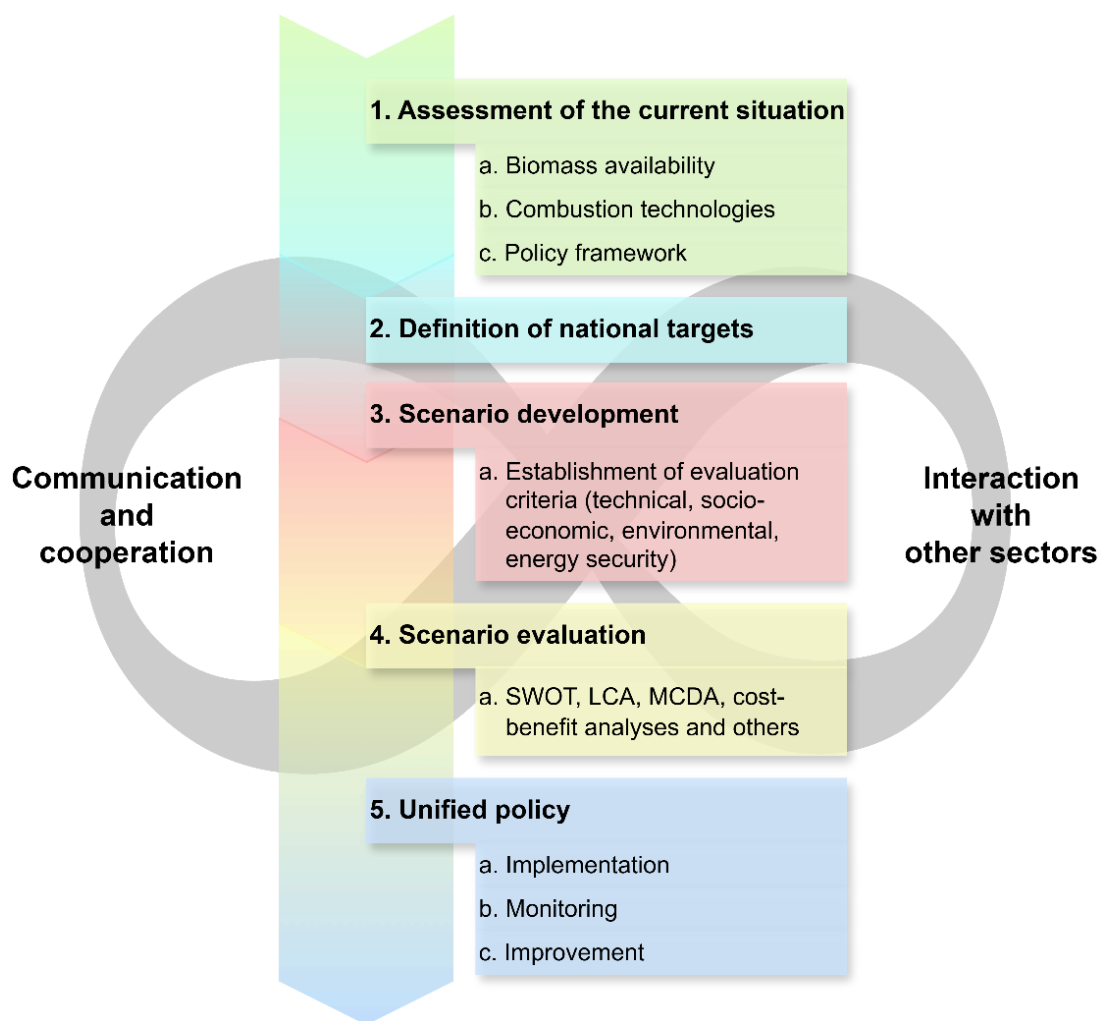 1. Assessment of the current situation
a. Biomass availability
b. Combustion technologies
c. Policy framework
2. Definition of national targets
3. Scenario development
a. Establishment of evaluation
criteria (technical, socio-
economic, environmental,
energy security)
Communication
and
cooperation
Interaction
with
other sectors
4. Scenario evaluation
a. SWOT, LCA, MCDA, cost-
benefit analyses and others
5. Unified policy
a. Implementation
b. Monitoring
c. Improvement